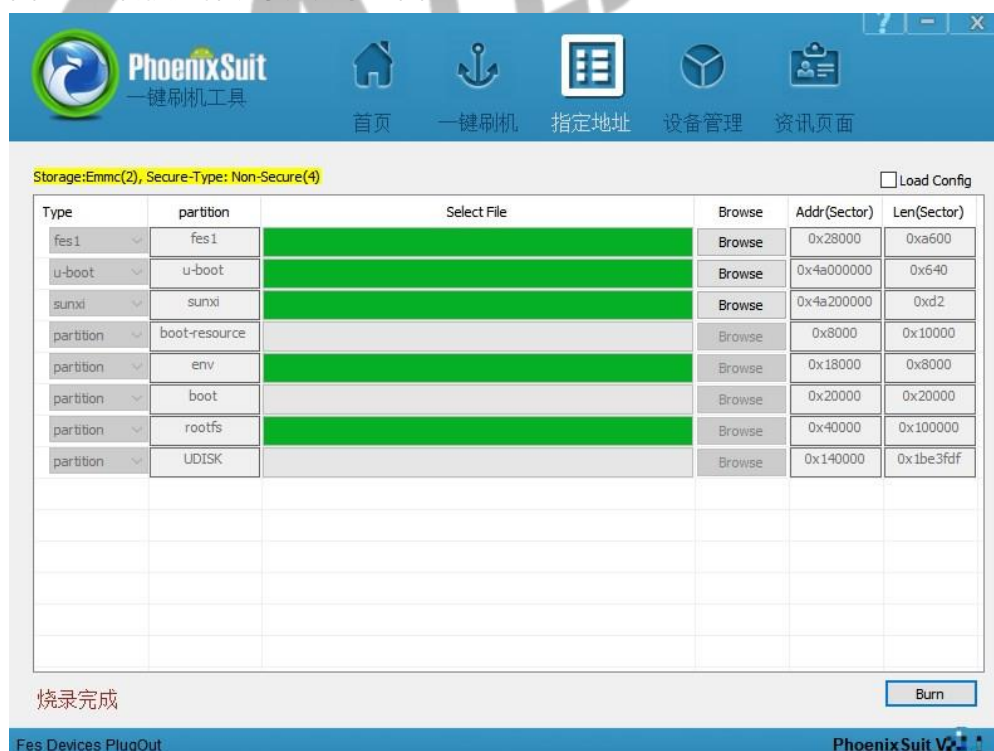 ? – X
PhoenixSuit
一键刷机工具
首页 一键刷机 指定地址 设备管理 资讯页面
Storage:Emmc(2), Secure-Type: Non-Secure(4)
Load Config
Type partition Select File Browse Addr(Sector) Len(Sector)
fes1 fes1 Browse 0x28000 0xa600
u-boot u-boot Browse 0x4a000000 0x640
sunxi sunxi Browse 0x4a200000 0xd2
partition boot-resource Browse 0x8000 0x10000
partition env Browse 0x18000 0x8000
partition boot Browse 0x20000 0x20000
partition rootfs Browse 0x40000 0x100000
partition UDISK Browse 0x140000 0x1be3fdf
烧录完成
Burn
Fes Devices PlugOut
PhoenixSuit